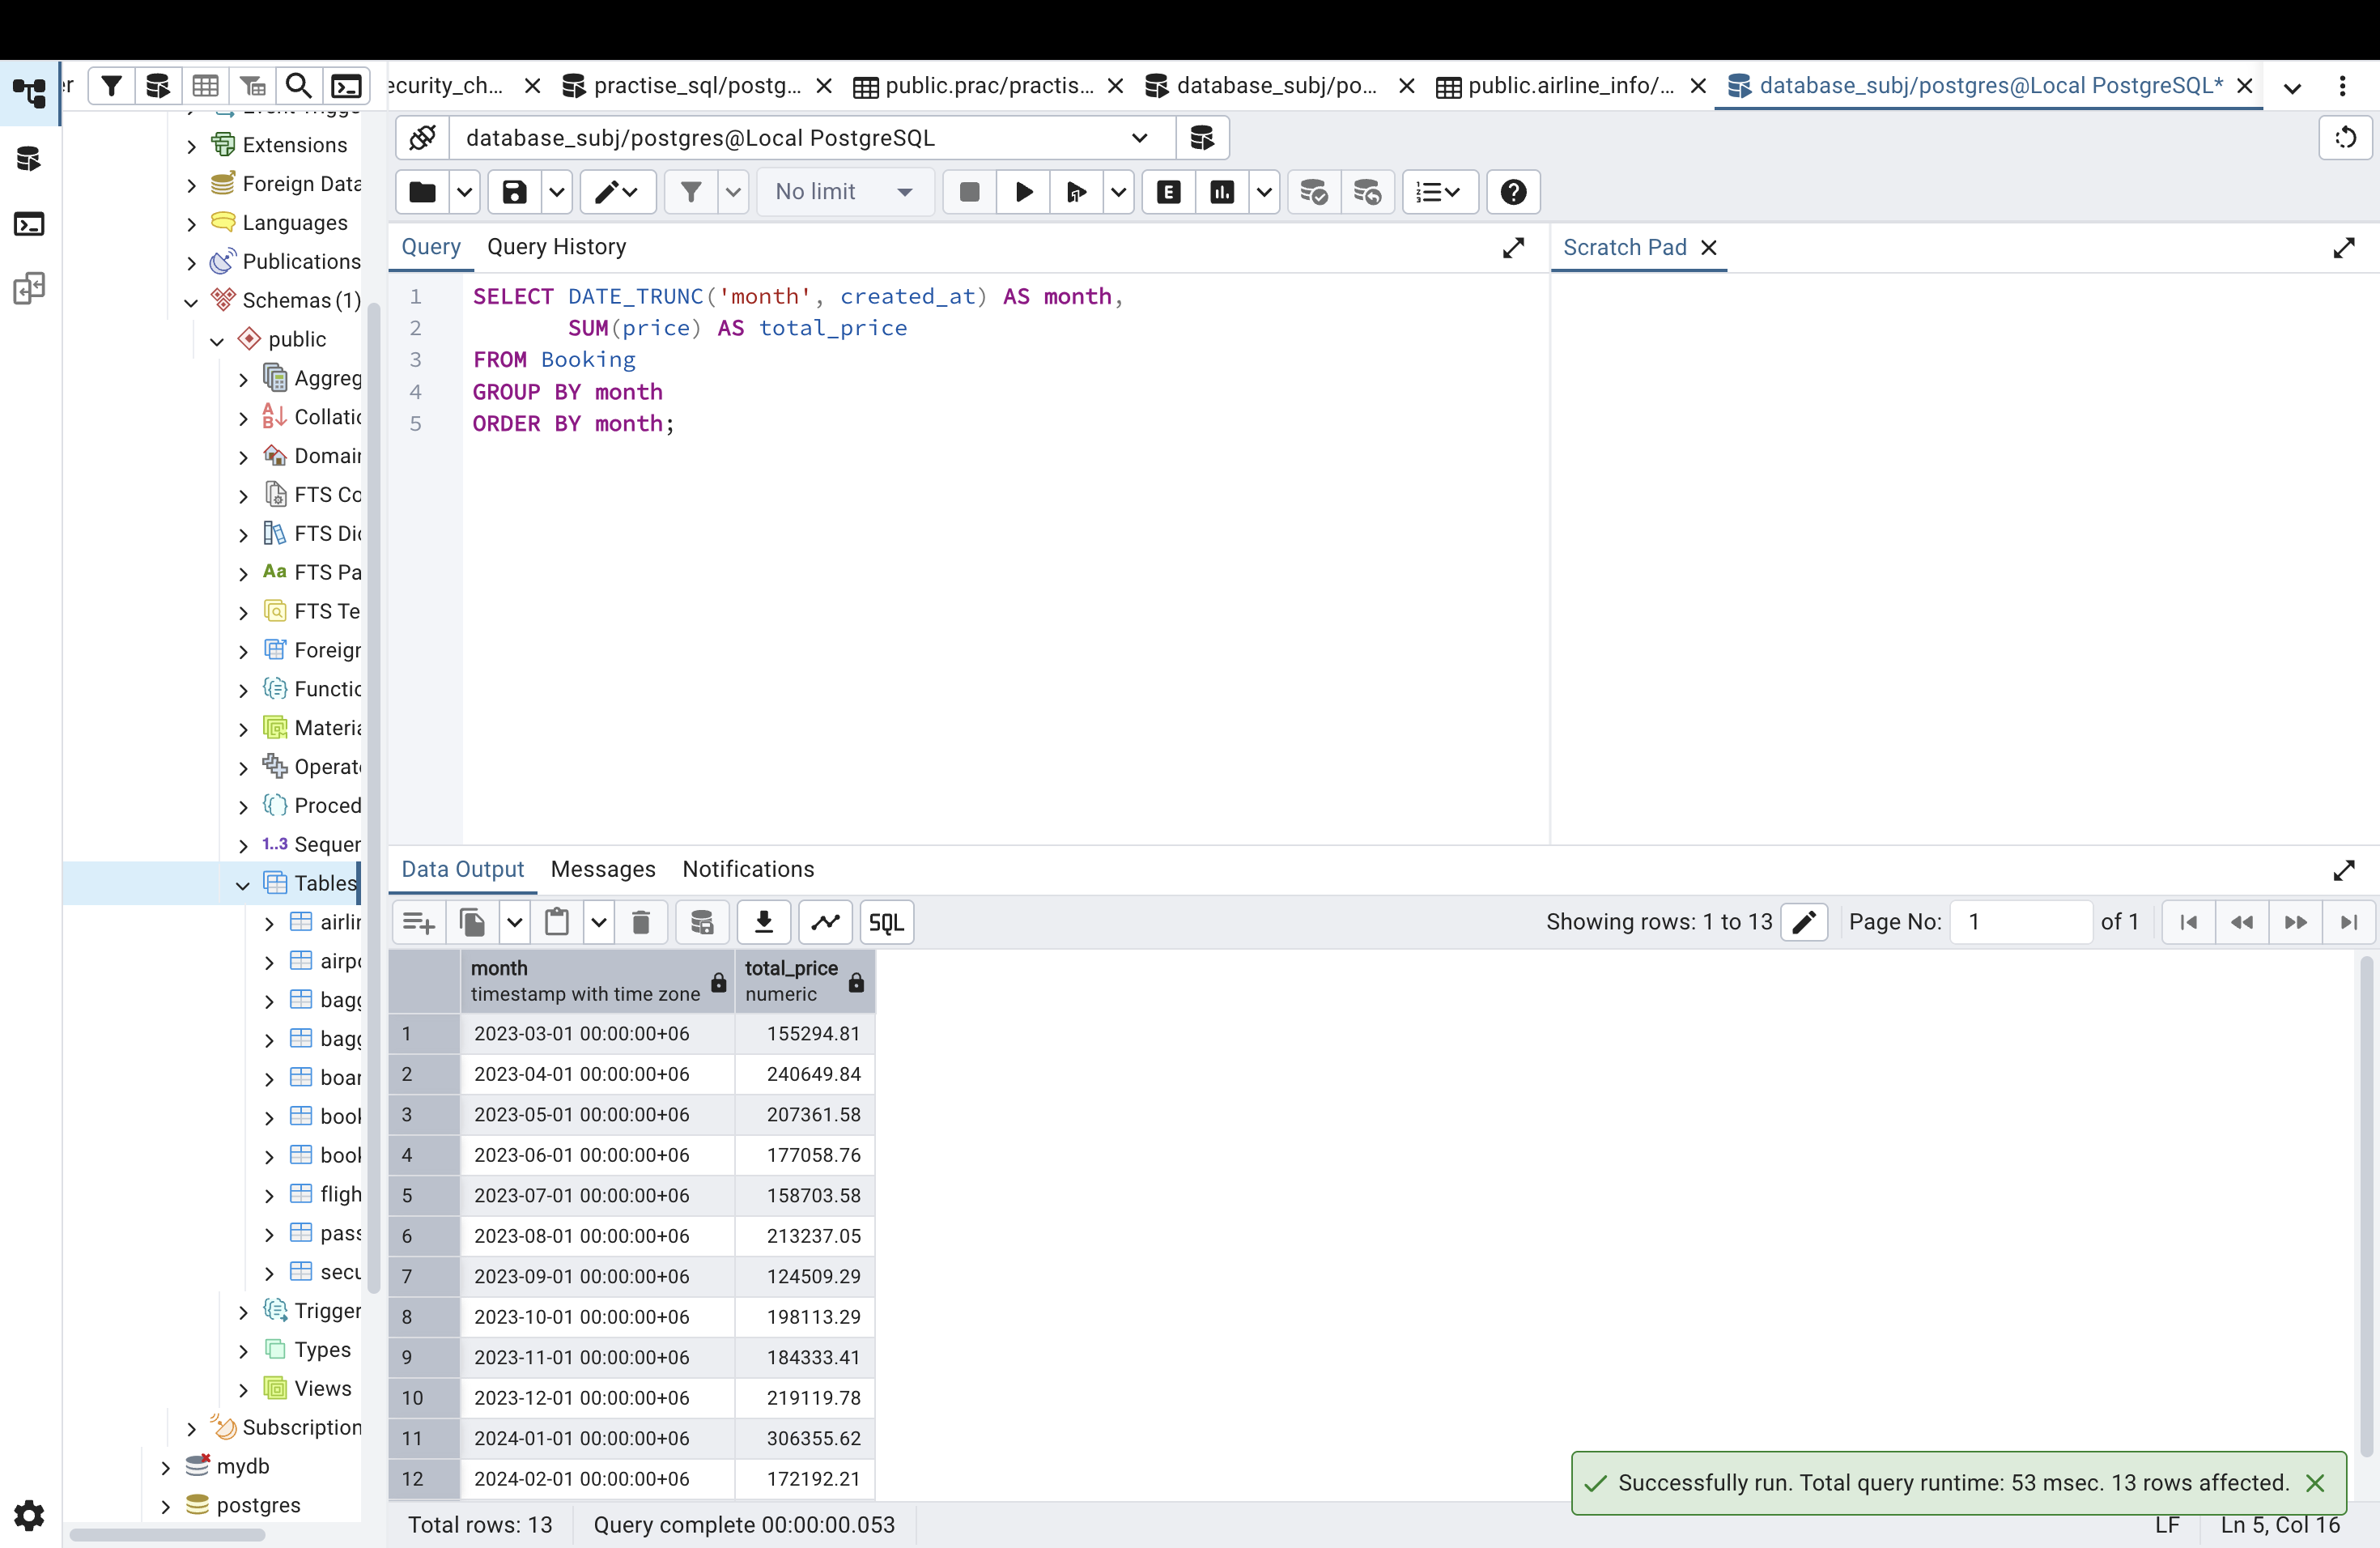 er
ecurity_ch...
practise_sql/postg...
public.prac/practis...
database_subj/po...
public.airline_info/...
database_subj/postgres@Local PostgreSQL*
Extensions
Foreign Data
Languages
Publications
Schemas (1)
public
Aggreg
Collatic
Domair
FTS Co
FTS Dic
Aa FTS Pa
FTS Te
Foreigr
Functic
Materia
Operat
Proced
1..3 Sequer
Tables
airlir
airpo
bagg
bagg
boar
book
book
fligh
pass
secu
Trigger
Types
Views
Subscription
mydb
postgres
database_subj/postgres@Local PostgreSQL
No limit
E
Query
Query History
Scratch Pad
1 SELECT DATE_TRUNC('month', created_at) AS month,
2 SUM(price) AS total_price
3 FROM Booking
4 GROUP BY month
5 ORDER BY month;
Data Output
Messages
Notifications
SQL
Showing rows: 1 to 13
Page No: 1 of 1
month total_price
timestamp with time zone numeric
1 2023-03-01 00:00:00+06 155294.81
2 2023-04-01 00:00:00+06 240649.84
3 2023-05-01 00:00:00+06 207361.58
4 2023-06-01 00:00:00+06 177058.76
5 2023-07-01 00:00:00+06 158703.58
6 2023-08-01 00:00:00+06 213237.05
7 2023-09-01 00:00:00+06 124509.29
8 2023-10-01 00:00:00+06 198113.29
9 2023-11-01 00:00:00+06 184333.41
10 2023-12-01 00:00:00+06 219119.78
11 2024-01-01 00:00:00+06 306355.62
12 2024-02-01 00:00:00+06 172192.21
Successfully run. Total query runtime: 53 msec. 13 rows affected.
Total rows: 13
Query complete 00:00:00.053
LF
Ln 5, Col 16